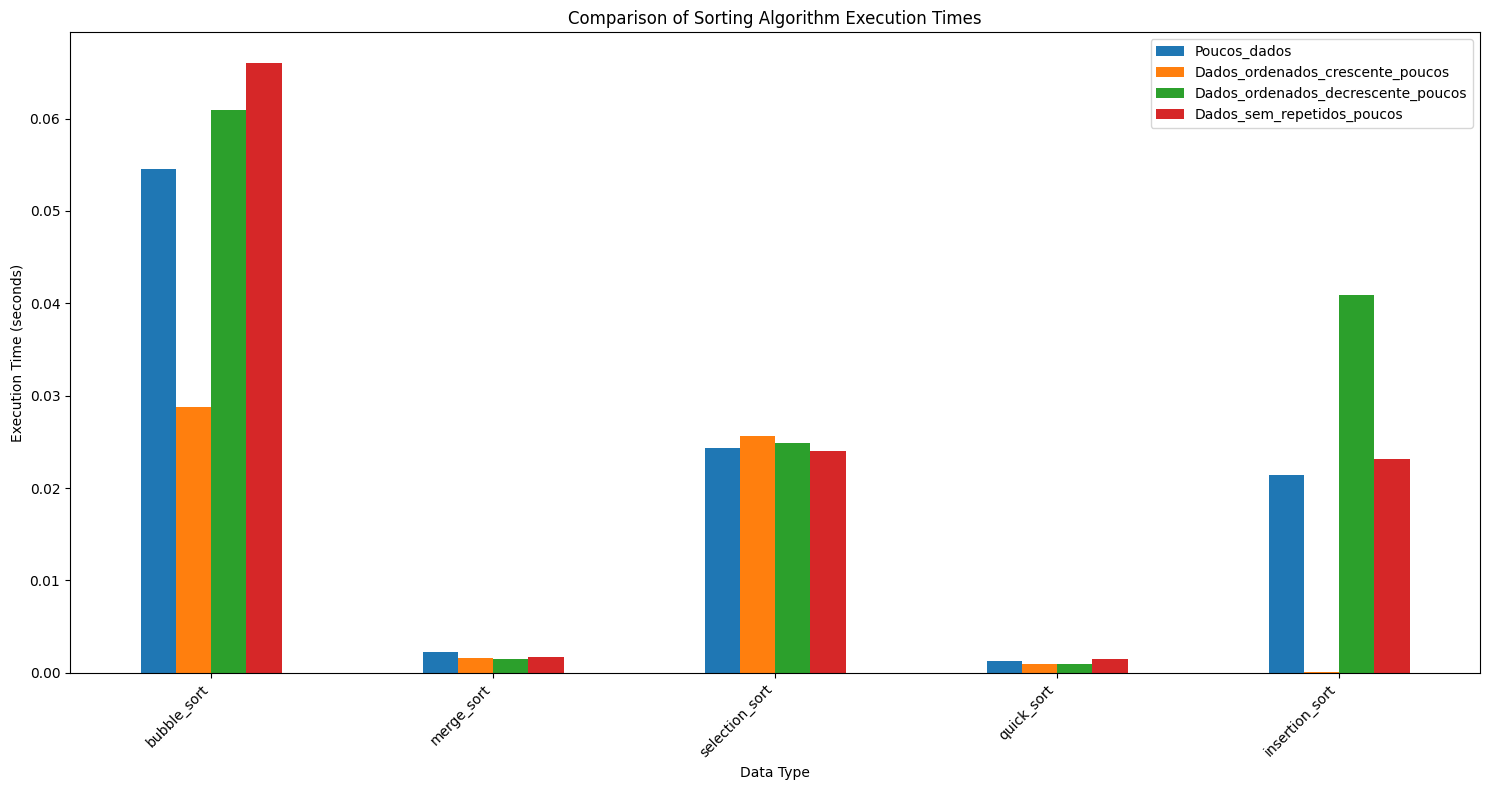 Comparison of Sorting Algorithm Execution Times
Poucos_dados
Dados_ordenados_crescente_poucos
Dados_ordenados_decrescente_poucos
Dados_sem_repetidos_poucos
Execution Time (seconds)
0.06
0.05
0.04
0.03
0.02
0.01
0.00
bubble_sort
merge_sort
selection_sort
quick_sort
insertion_sort
Data Type